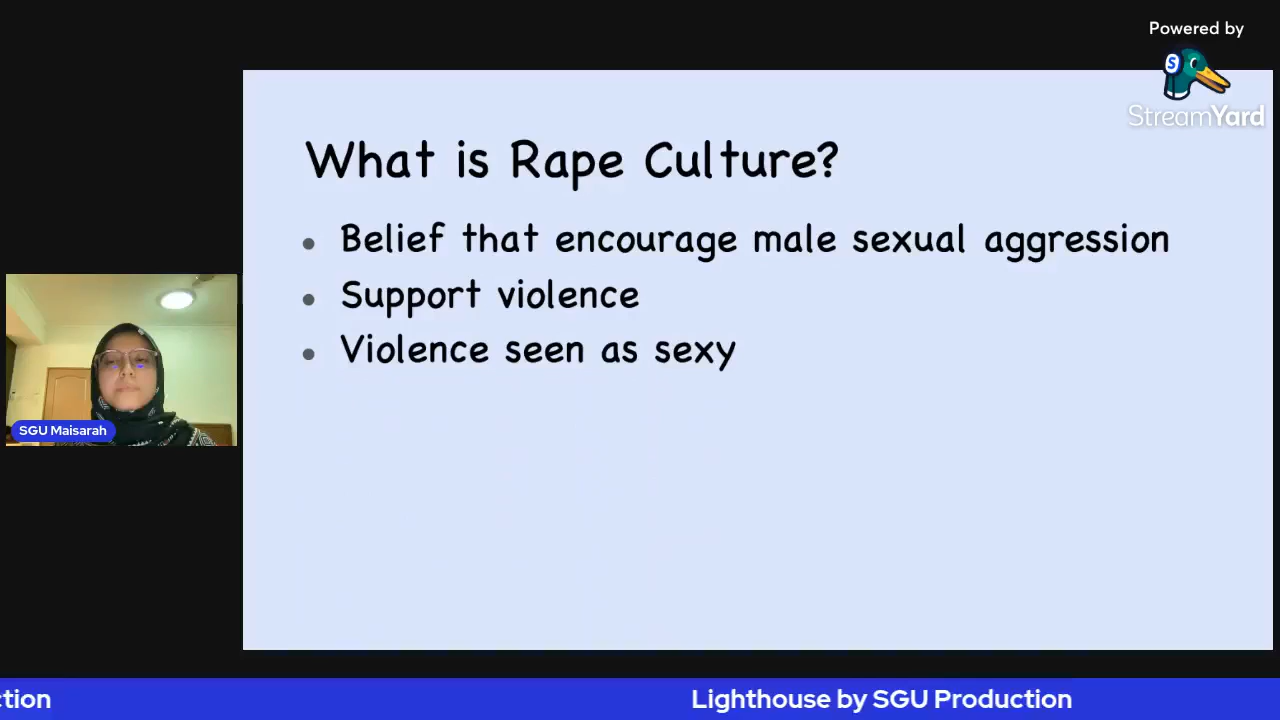 Powered by
S
StreamYard
What is Rape Culture?
Belief that encourage male sexual aggression
Support violence
Violence seen as sexy
SGU Maisarah
ction
Lighthouse by SGU Production